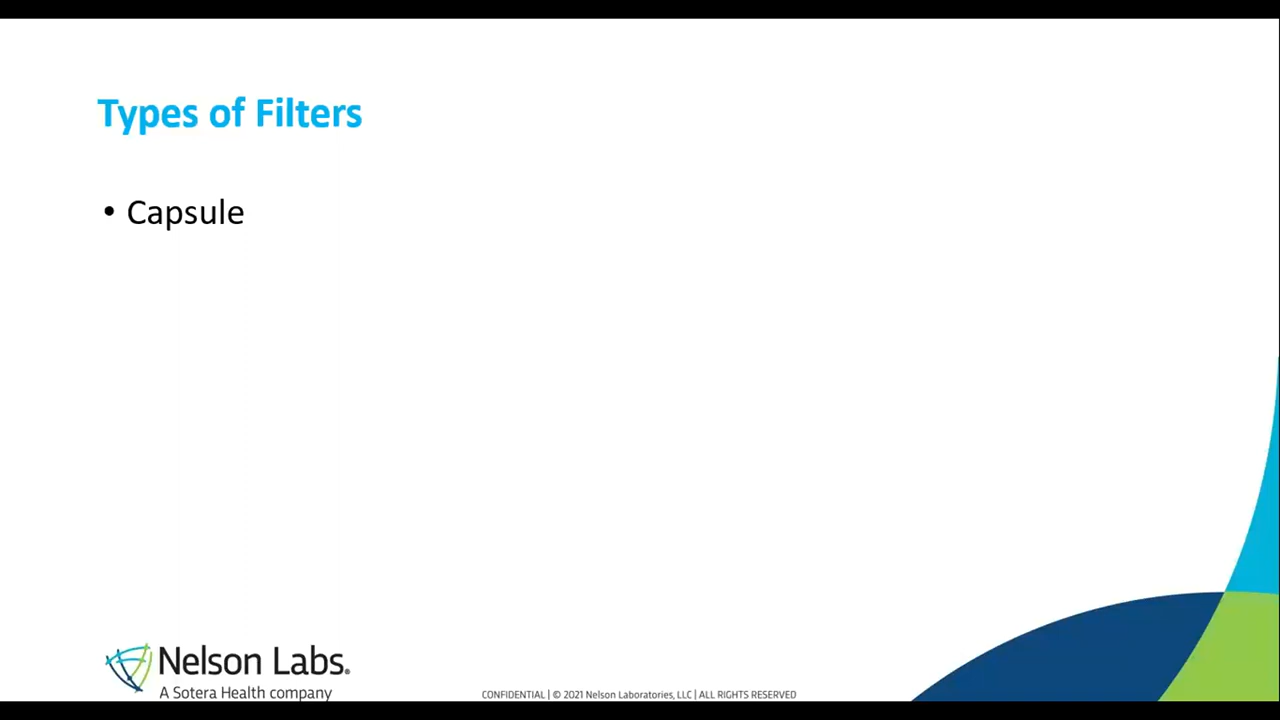 Types of Filters
• Capsule
Nelson Labs®
A Sotera Health company
CONFIDENTIAL | © 2021 Nelson Laboratories, LLC | ALL RIGHTS RESERVED